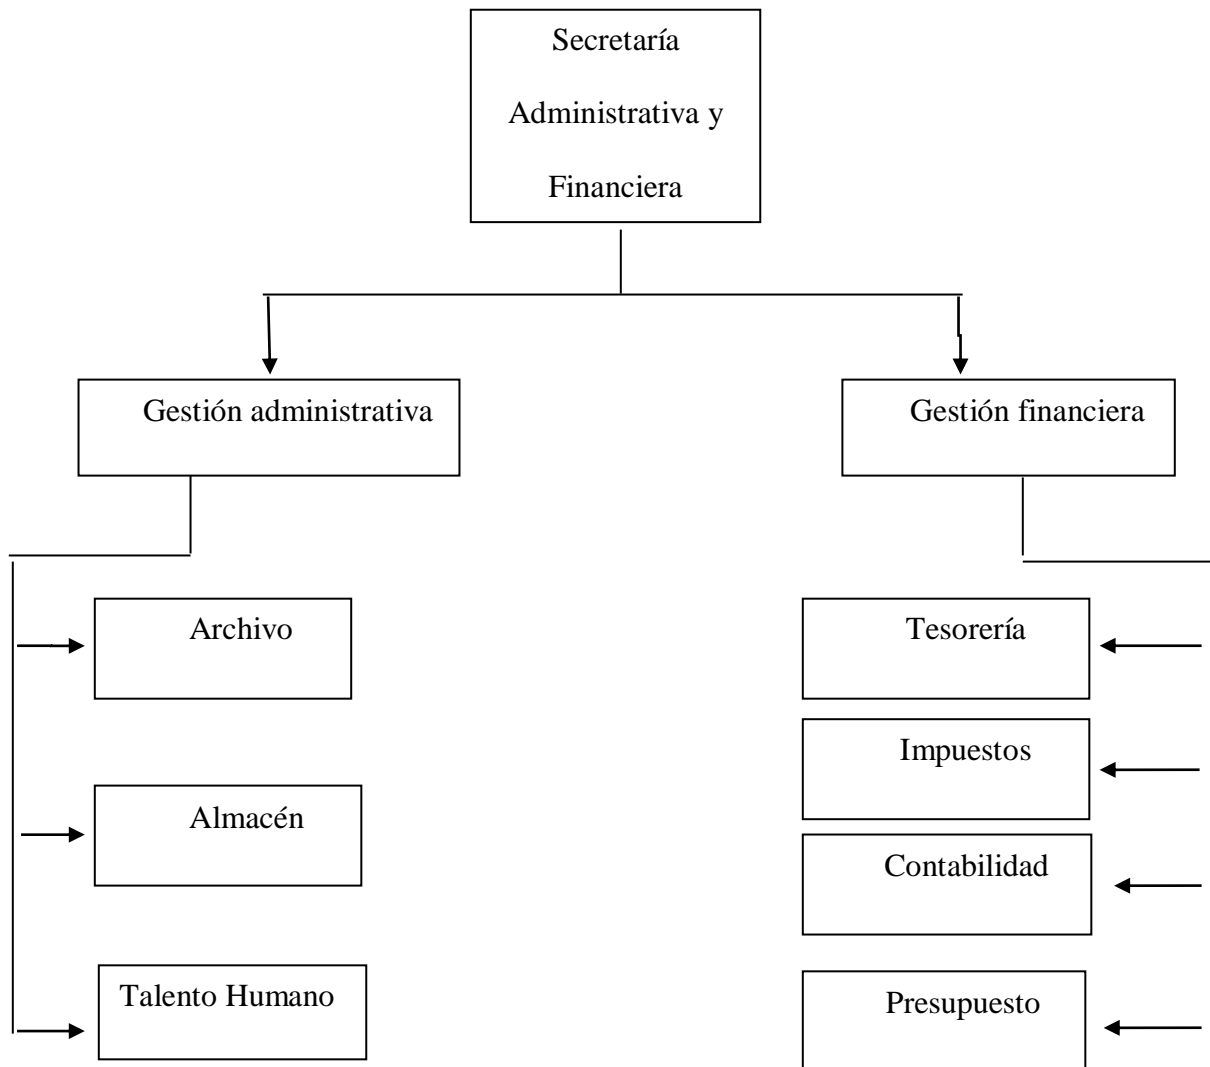 Secretaría
Administrativa y
Financiera
Gestión administrativa
Gestión financiera
Archivo
Tesorería
Impuestos
Almacén
Contabilidad
Talento Humano
Presupuesto